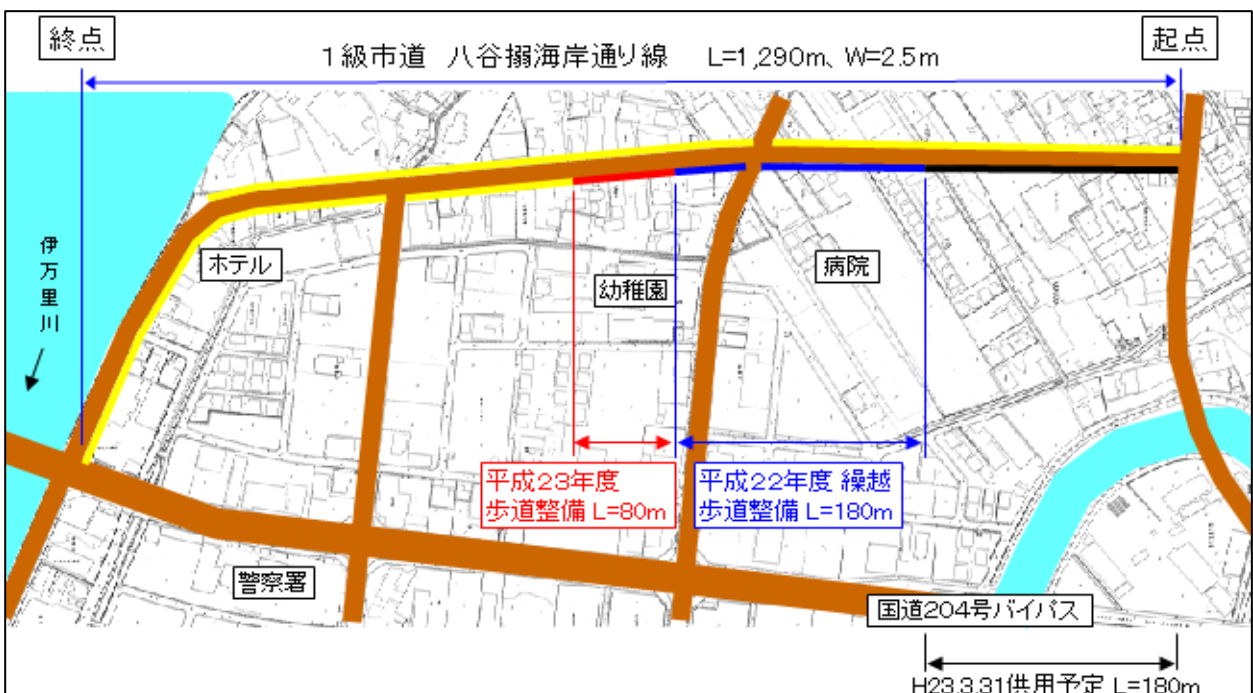 終点
起点
1級市道 八谷搦海岸通り線 L=1,290m、W=2.5m
伊万里川
ホテル
病院
幼稚園
平成23年度
歩道整備 L=80m
平成22年度 繰越
歩道整備 L=180m
警察署
国道204号バイパス
H23.3.31供用予定 L=180m